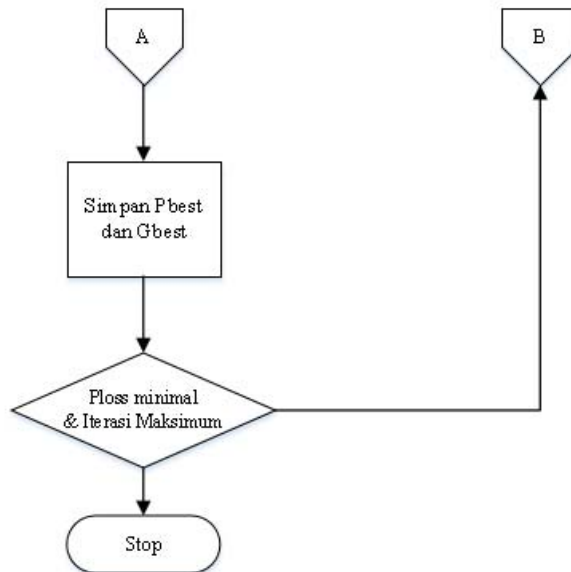 A
B
Simpan Pbest
dan Gbest
Ploss minimal
& Iterasi Maksimum
Stop